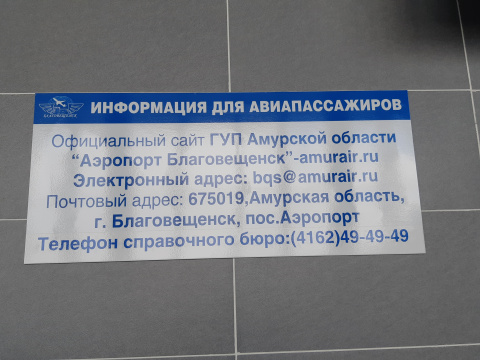 БЛАГОВЕЩЕНСК
ИНФОРМАЦИЯ ДЛЯ АВИАПАССАЖИРОВ
Официальный сайт ГУП Амурской области
“Аэропорт Благовещенск”-amurair.ru
Электронный адрес: bqs@amurair.ru
Почтовый адрес: 675019,Амурская область,
г. Благовещенск, пос.Аэропорт
Телефон справочного бюро:(4162)49-49-49